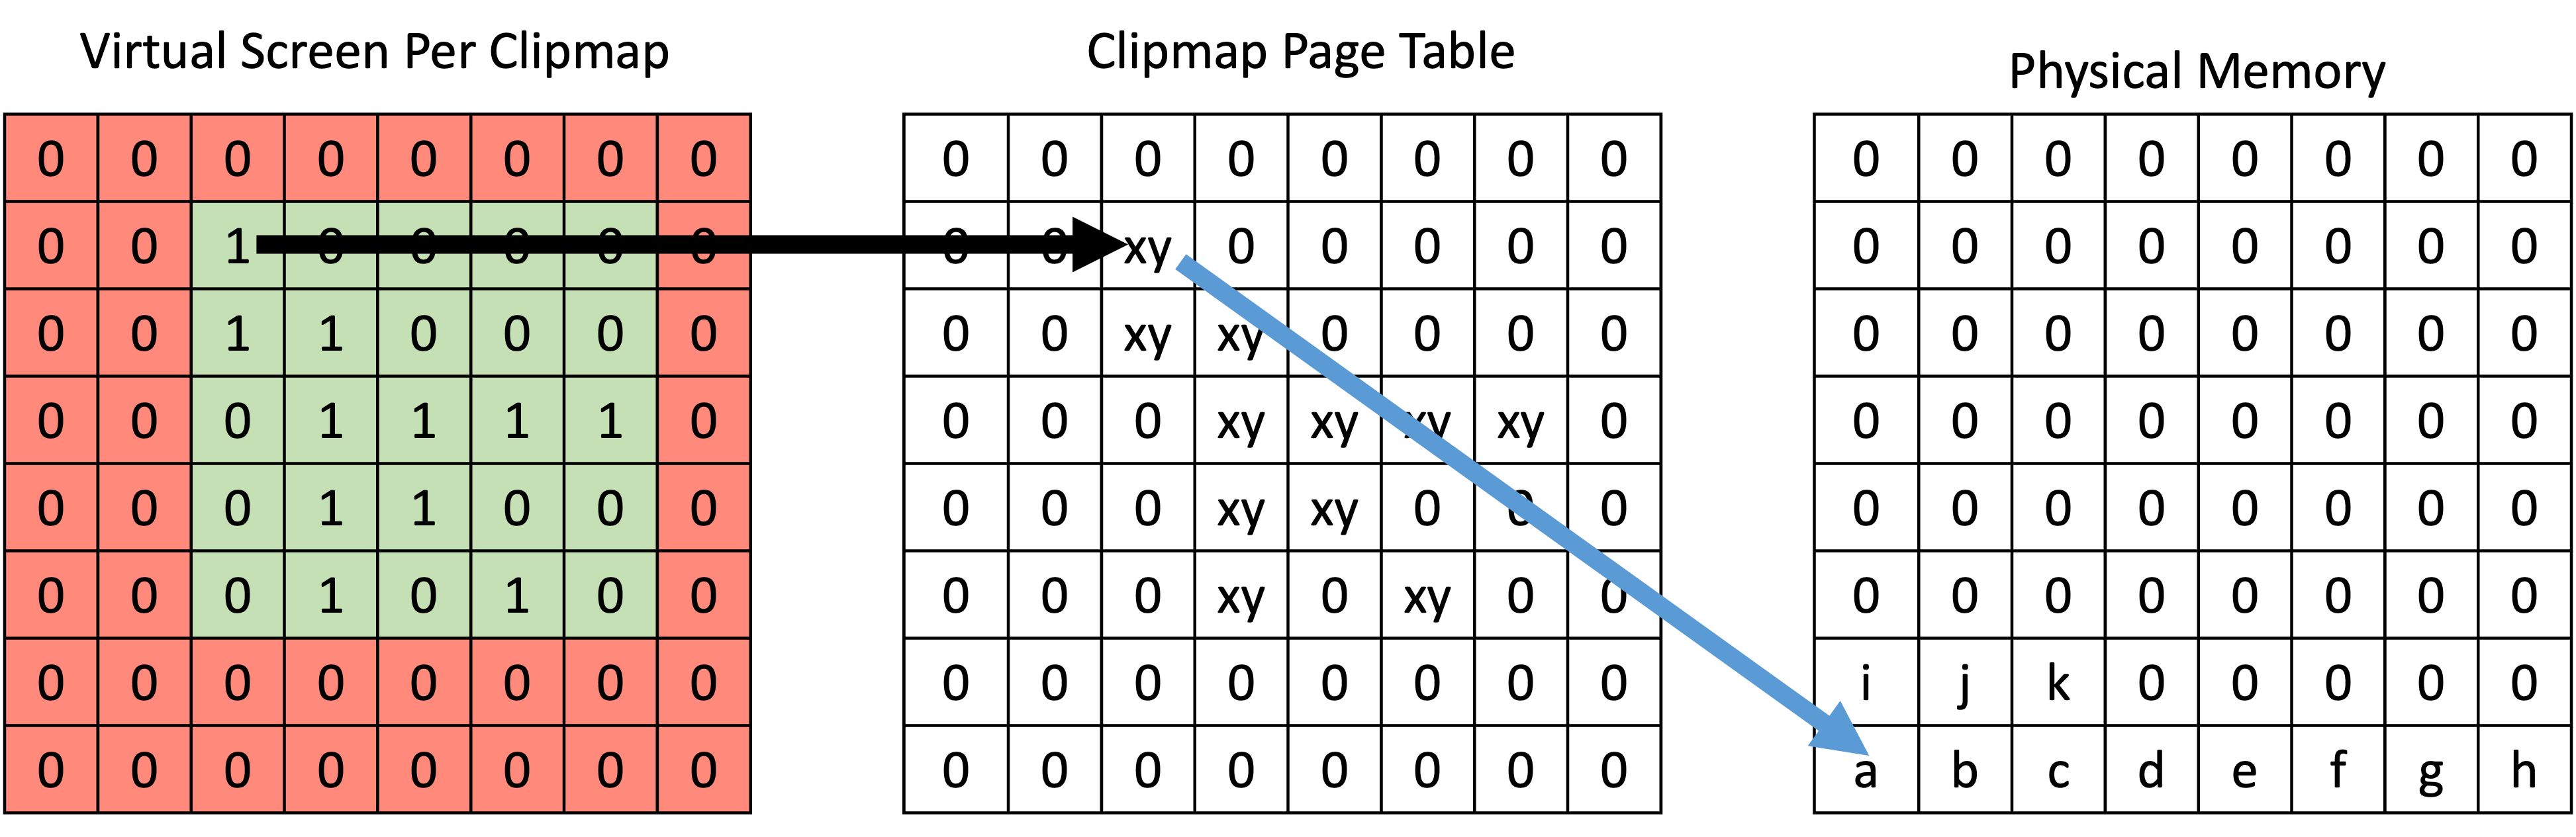 Virtual Screen Per Clipmap
Clipmap Page Table
Physical Memory
0 0 0 0 0 0 0 0
0 0 1 0 0 0 0 0
0 0 1 1 0 0 0 0
0 0 0 1 1 1 1 0
0 0 0 1 1 0 0 0
0 0 0 1 0 1 0 0
0 0 0 0 0 0 0 0
0 0 0 0 0 0 0 0
0 0 0 0 0 0 0 0
0 0 xy 0 0 0 0 0
0 0 xy xy 0 0 0 0
0 0 0 xy xy xy xy 0
0 0 0 xy xy 0 0 0
0 0 0 xy 0 xy 0 0
0 0 0 0 0 0 0 0
0 0 0 0 0 0 0 0
0 0 0 0 0 0 0 0
0 0 0 0 0 0 0 0
0 0 0 0 0 0 0 0
0 0 0 0 0 0 0 0
0 0 0 0 0 0 0 0
0 0 0 0 0 0 0 0
i j k 0 0 0 0 0
a b c d e f g h